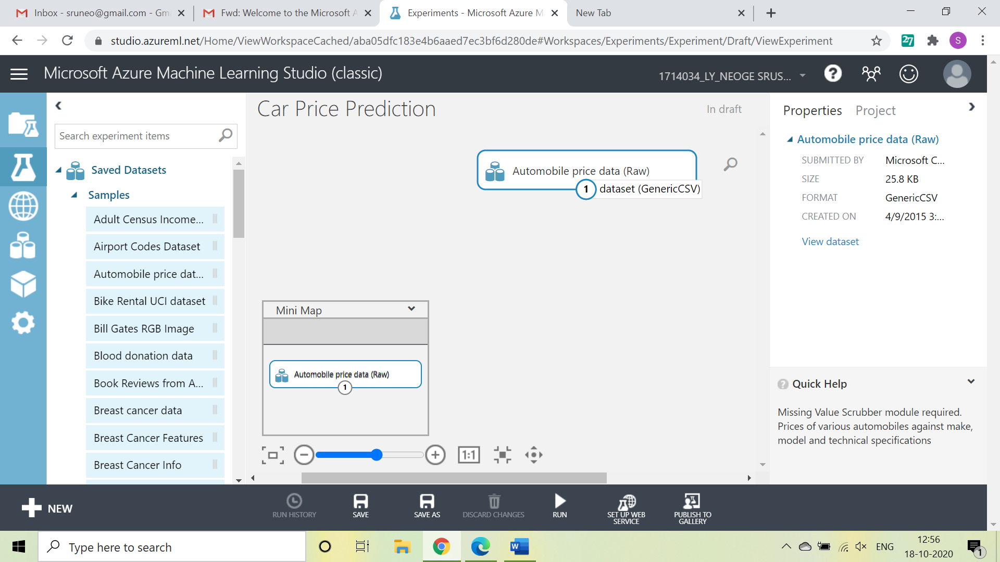 Inbox - sruneo@gmail.com - Gm
Fwd: Welcome to the Microsoft A
Experiments - Microsoft Azure M
New Tab
studio.azureml.net/Home/ViewWorkspaceCached/aba05dfc183e4b6aaed7ec3bf6d280de#Workspaces/Experiments/Experiment/Draft/ViewExperiment
27
S
Microsoft Azure Machine Learning Studio (classic)
1714034_LY_NEOGE SRUS...
?
Search experiment items
Saved Datasets
Samples
Adult Census Income...
Airport Codes Dataset
Automobile price dat...
Bike Rental UCI dataset
Bill Gates RGB Image
Blood donation data
Book Reviews from A...
Breast cancer data
Breast Cancer Features
Breast Cancer Info
Car Price Prediction
In draft
Automobile price data (Raw)
1
dataset (GenericCSV)
Mini Map
Automobile price data (Raw)
1
1:1
Properties
Project
Automobile price data (Raw)
SUBMITTED BY Microsoft C...
SIZE 25.8 KB
FORMAT GenericCSV
CREATED ON 4/9/2015 3:...
View dataset
? Quick Help
Missing Value Scrubber module required.
Prices of various automobiles against make,
model and technical specifications
NEW
RUN HISTORY
SAVE
SAVE AS
DISCARD CHANGES
RUN
SET UP WEB
SERVICE
PUBLISH TO
GALLERY
Type here to search
W
ENG
12:56
18-10-2020
1